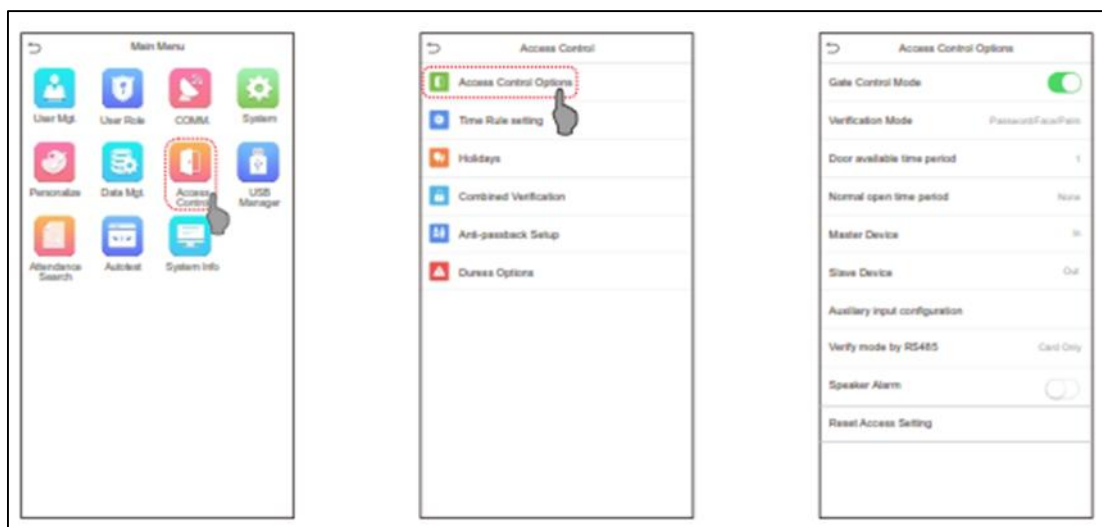 Main Menu
User Mgt.
User Role
COMM.
System
Personalize
Data Mgt.
Access
Control
USB
Manager
Attendance
Search
Autotest
System Info
Access Control
Access Control Options
Time Rule setting
Holidays
Combined Verification
Anti-passback Setup
Duress Options
Access Control Options
Gate Control Mode
Verification Mode Password/Face/Palm
Door available time period 1
Normal open time period None
Master Device In
Slave Device Out
Auxiliary input configuration
Verify mode by RS485 Card Only
Speaker Alarm
Reset Access Setting